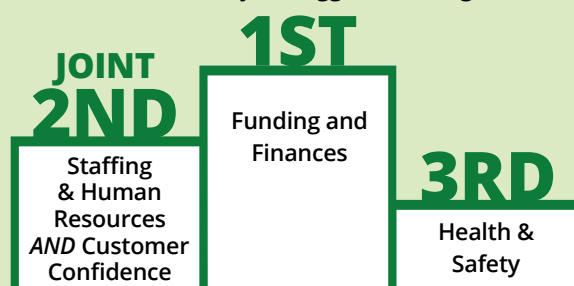 1ST
Funding and
Finances
JOINT
2ND
Staffing
& Human
Resources
AND Customer
Confidence
3RD
Health &
Safety